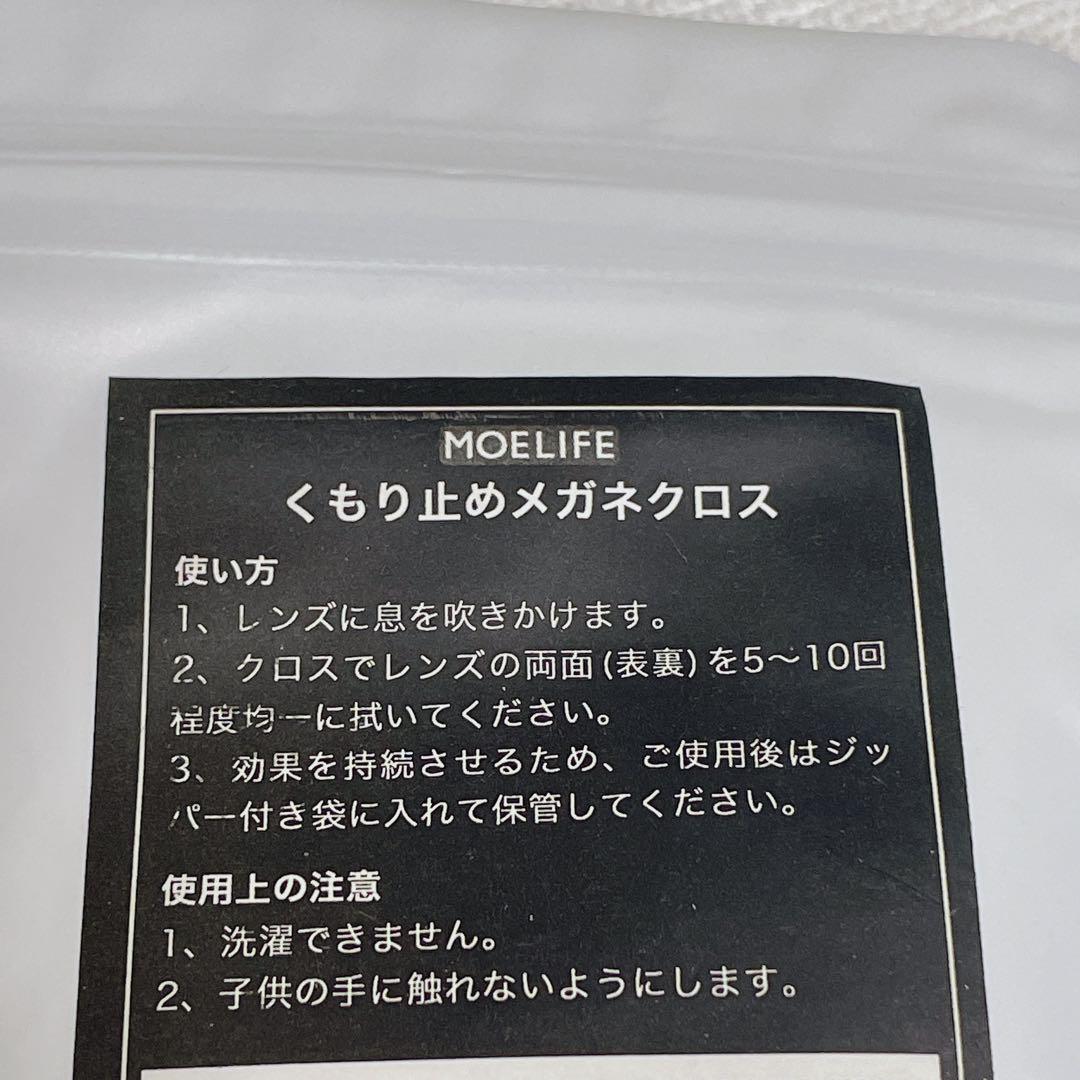 MOELIFE
くもり止めメガネクロス
使い方
1、レンズに息を吹きかけます。
2、クロスでレンズの両面(表裏)を5〜10回
程度均一に拭いてください。
3、効果を持続させるため、ご使用後はジッ
パー付き袋に入れて保管してください。
使用上の注意
1、洗濯できません。
2、子供の手に触れないようにします。